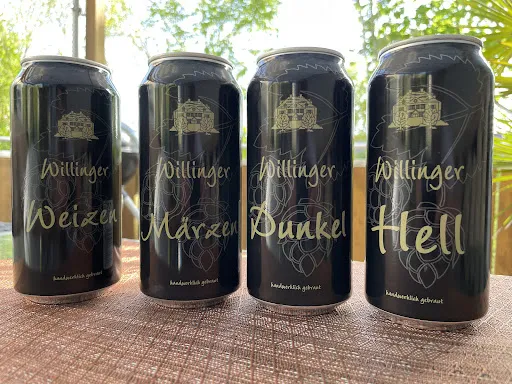 Willinger
Weizen
handwerklich gebraut
Willinger
Märzen
handwerklich gebraut
Willinger
Dunkel
handwerklich gebraut
Willinger
Hell
handwerklich gebraut